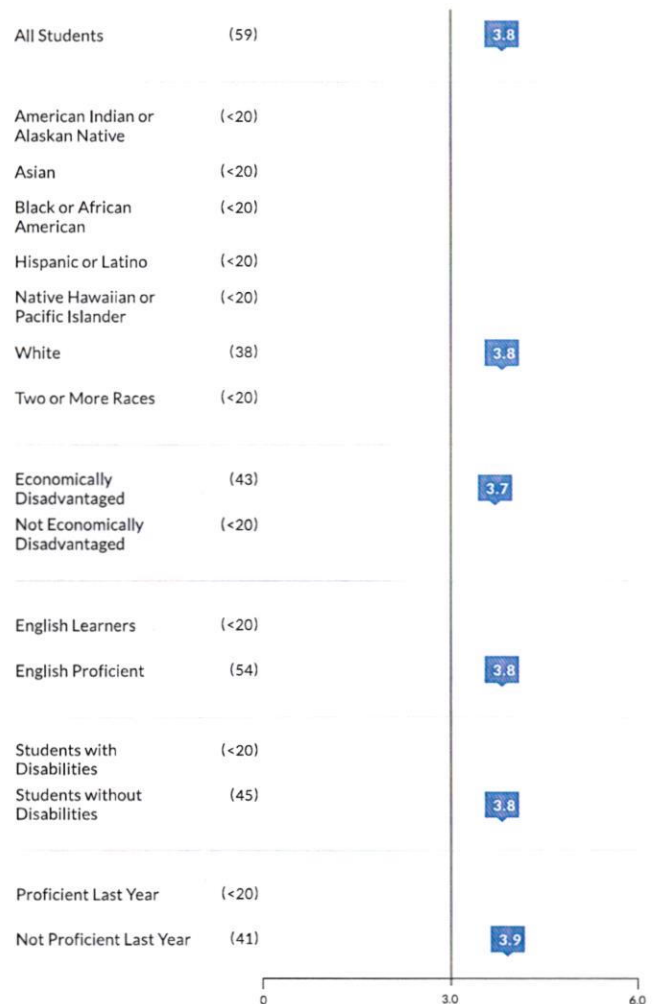 All Students (59) 3.8
American Indian or (<20)
Alaskan Native
Asian (<20)
Black or African (<20)
American
Hispanic or Latino (<20)
Native Hawaiian or (<20)
Pacific Islander
White (38) 3.8
Two or More Races (<20)
Economically (43) 3.7
Disadvantaged
Not Economically (<20)
Disadvantaged
English Learners (<20)
English Proficient (54) 3.8
Students with (<20)
Disabilities
Students without (45) 3.8
Disabilities
Proficient Last Year (<20)
Not Proficient Last Year (41) 3.9
0 3.0 6.0